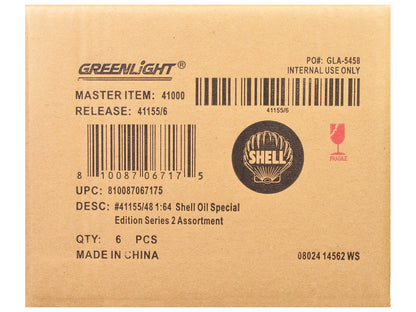 GREENLIGHT®
PO#: GLA-5458
INTERNAL USE ONLY
MASTER ITEM: 41000
RELEASE: 41155/6
41155/6
SHELL
FRAGILE
8 10087 06717 5
UPC: 810087067175
DESC: #41155/48 1:64 Shell Oil Special
Edition Series 2 Assortment
QTY: 6 PCS
MADE IN CHINA
08024 14562 WS